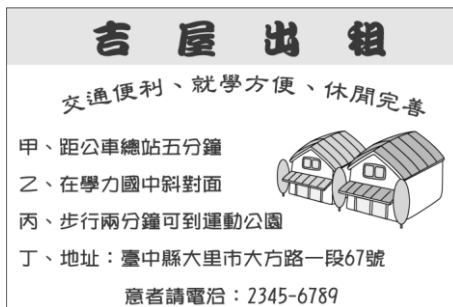 吉屋出租
交通便利、就學方便、休閒完善
甲、距公車總站五分鐘
乙、在學力國中斜對面
丙、步行兩分鐘可到運動公園
丁、地址：臺中縣大里市大方路一段67號
意者請電洽：2345-6789